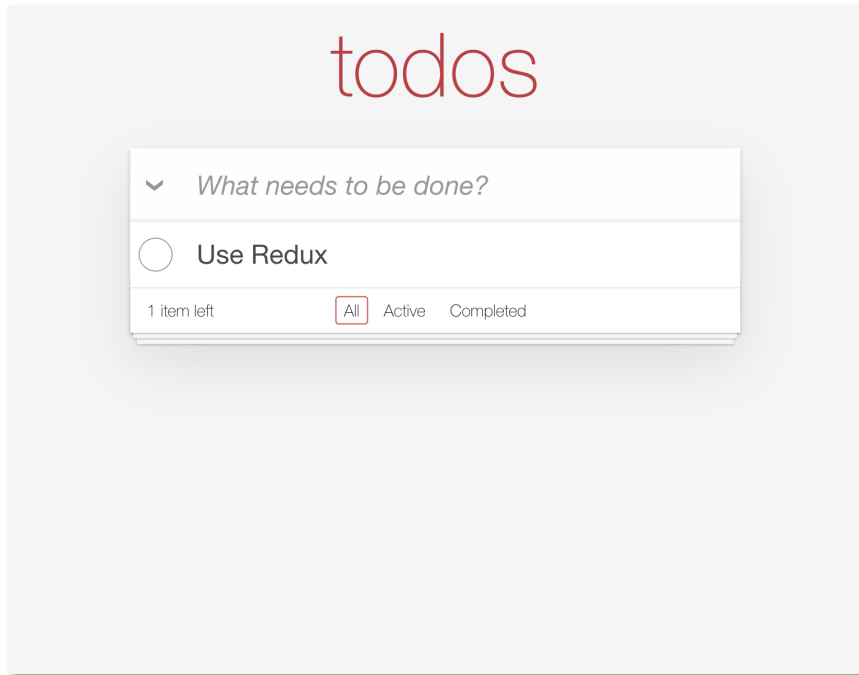 todos
What needs to be done?
Use Redux
1 item left All Active Completed